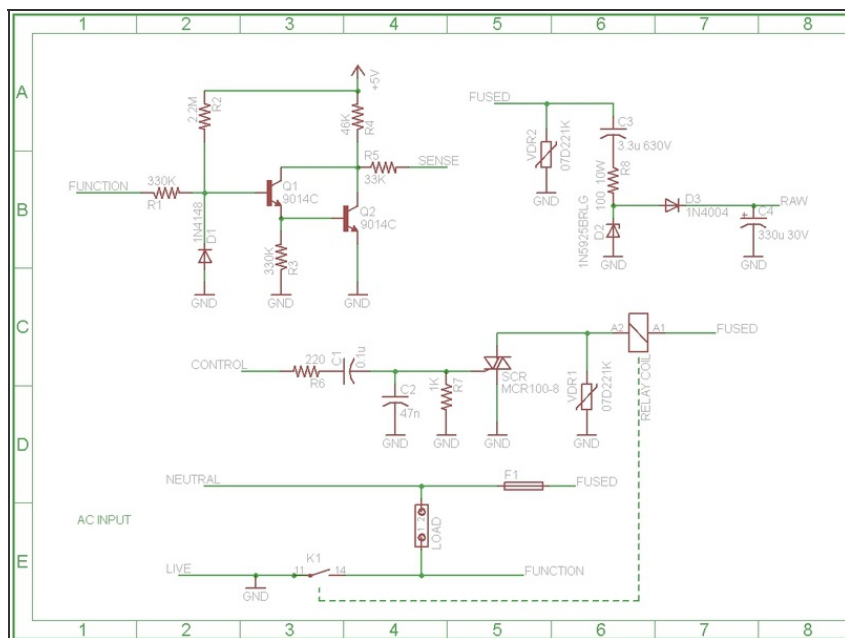 1 2 3 4 5 6 7 8
A
B
C
D
E
+5V
2.2M
R2
46K
R4
R5
33K
SENSE
FUNCTION
330K
R1
Q1
9014C
Q2
9014C
1N4148
D1
330K
R3
GND
GND
GND
FUSED
VDR2
07D221K
GND
C3
3.3u 630V
100 10W
R8
1N5925BRLG
D2
GND
D3
1N4004
RAW
+
C4
330u 30V
GND
CONTROL
220
R6
C1
0.1u
C2
47n
GND
1K
R7
GND
SCR
MCR100-8
GND
VDR1
07D221K
GND
A2
A1
FUSED
RELAY COIL
NEUTRAL
F1
FUSED
AC INPUT
1 2
LOAD
LIVE
GND
K1
11
14
FUNCTION
1 2 3 4 5 6 7 8
A
B
C
D
E